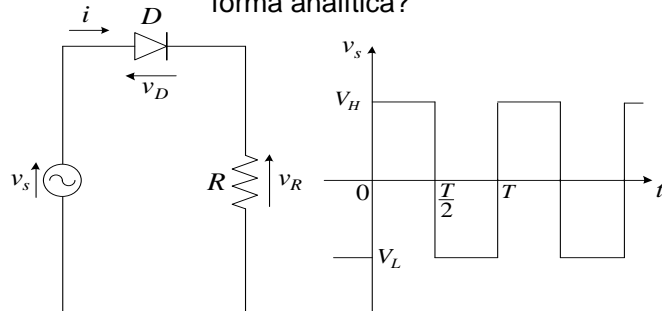 forma analítica?
i
D
v_D
v_s
R
v_R
v_s
V_H
0
T/2
T
t
V_L